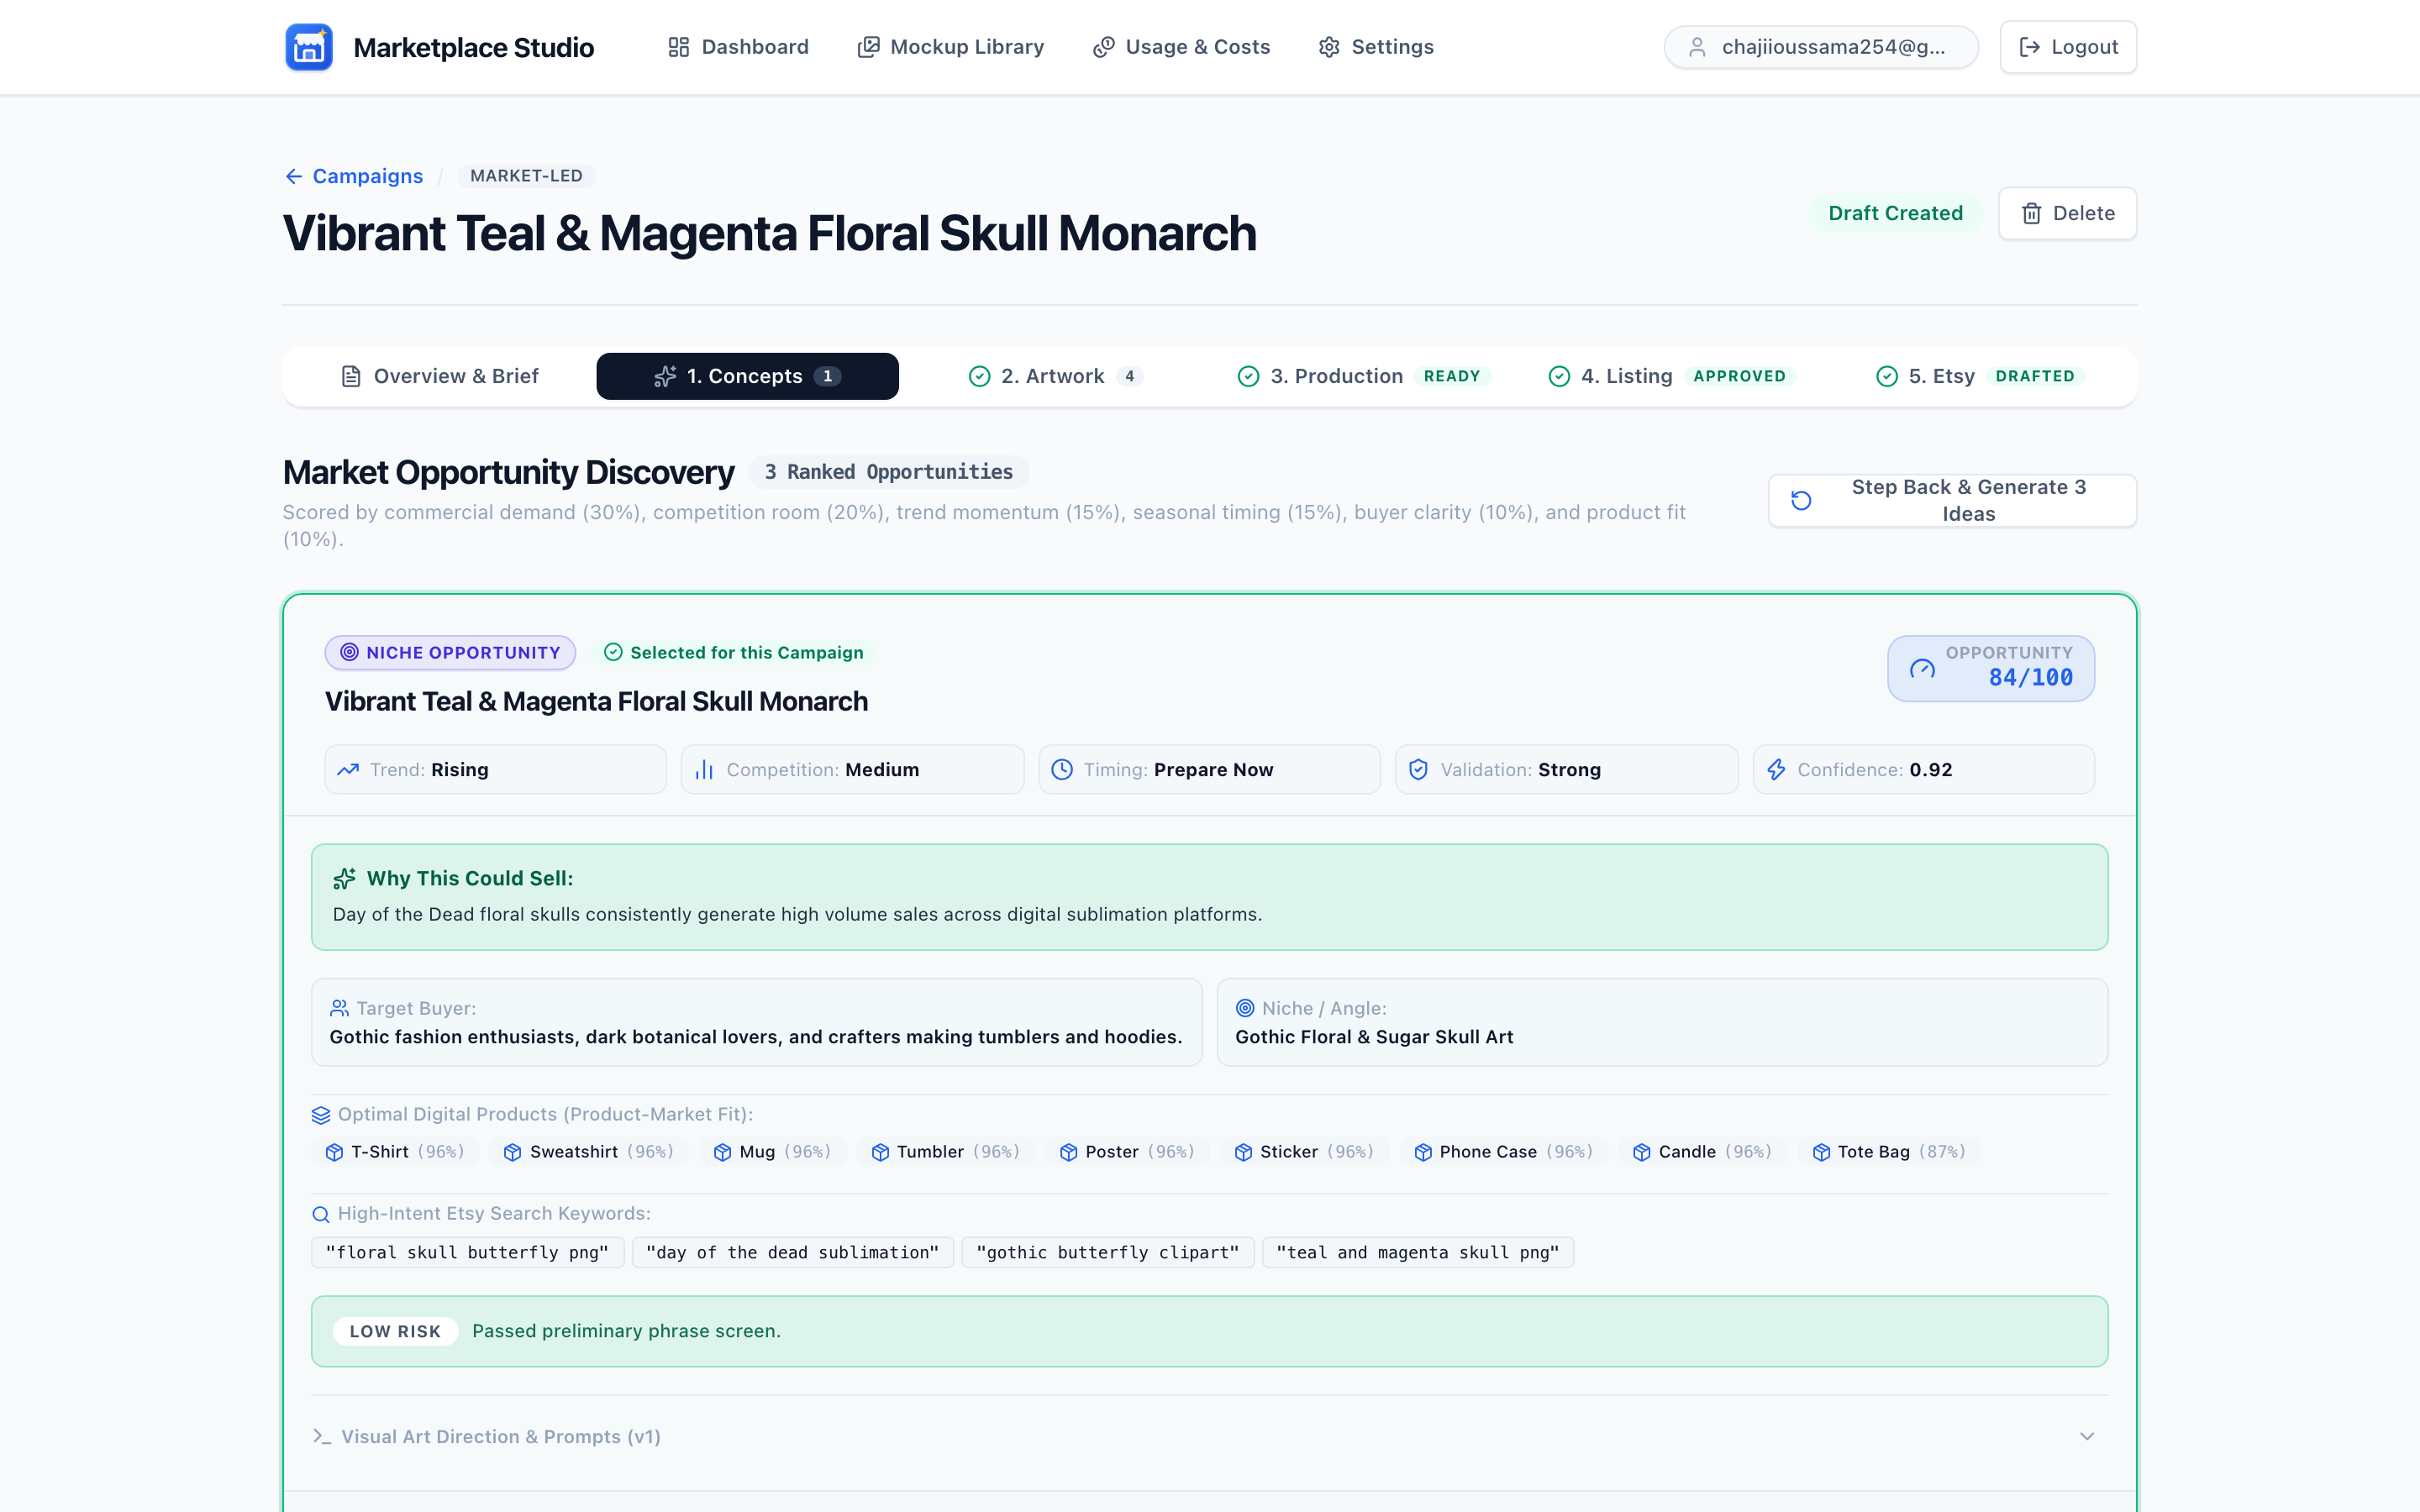 Marketplace Studio
Dashboard
Mockup Library
Usage & Costs
Settings
chajiioussama254@g...
Logout
Campaigns / MARKET-LED
Vibrant Teal & Magenta Floral Skull Monarch
Draft Created
Delete
Overview & Brief
1. Concepts 1
2. Artwork 4
3. Production READY
4. Listing APPROVED
5. Etsy DRAFTED
Market Opportunity Discovery 3 Ranked Opportunities
Scored by commercial demand (30%), competition room (20%), trend momentum (15%), seasonal timing (15%), buyer clarity (10%), and product fit
(10%).
Step Back & Generate 3
Ideas
NICHE OPPORTUNITY
Selected for this Campaign
OPPORTUNITY
84/100
Vibrant Teal & Magenta Floral Skull Monarch
Trend: Rising
Competition: Medium
Timing: Prepare Now
Validation: Strong
Confidence: 0.92
Why This Could Sell:
Day of the Dead floral skulls consistently generate high volume sales across digital sublimation platforms.
Target Buyer:
Gothic fashion enthusiasts, dark botanical lovers, and crafters making tumblers and hoodies.
Niche / Angle:
Gothic Floral & Sugar Skull Art
Optimal Digital Products (Product-Market Fit):
T-Shirt (96%)
Sweatshirt (96%)
Mug (96%)
Tumbler (96%)
Poster (96%)
Sticker (96%)
Phone Case (96%)
Candle (96%)
Tote Bag (87%)
High-Intent Etsy Search Keywords:
"floral skull butterfly png"
"day of the dead sublimation"
"gothic butterfly clipart"
"teal and magenta skull png"
LOW RISK Passed preliminary phrase screen.
Visual Art Direction & Prompts (v1)